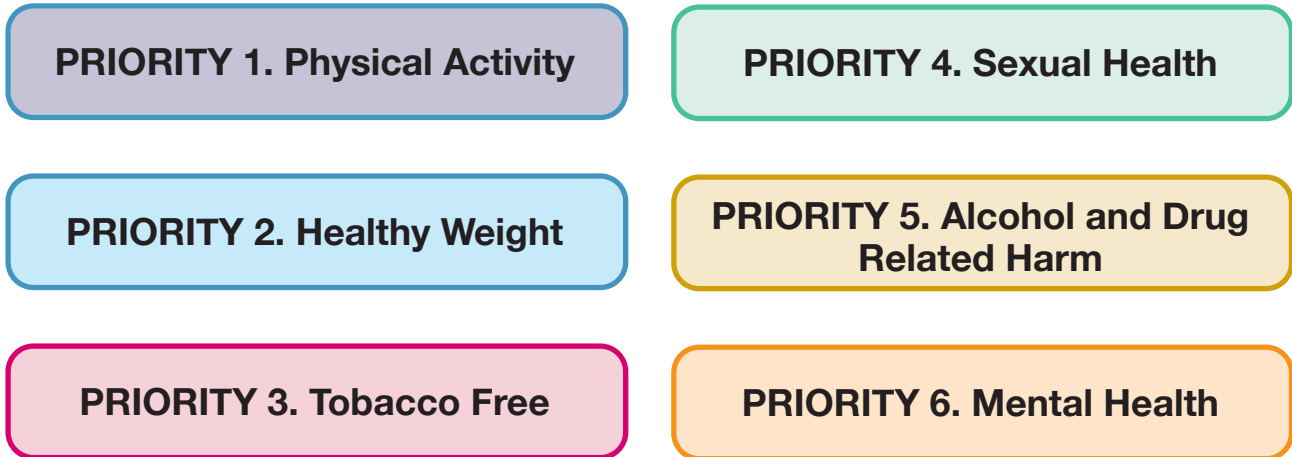 PRIORITY 1. Physical Activity
PRIORITY 2. Healthy Weight
PRIORITY 3. Tobacco Free
PRIORITY 4. Sexual Health
PRIORITY 5. Alcohol and Drug
Related Harm
PRIORITY 6. Mental Health